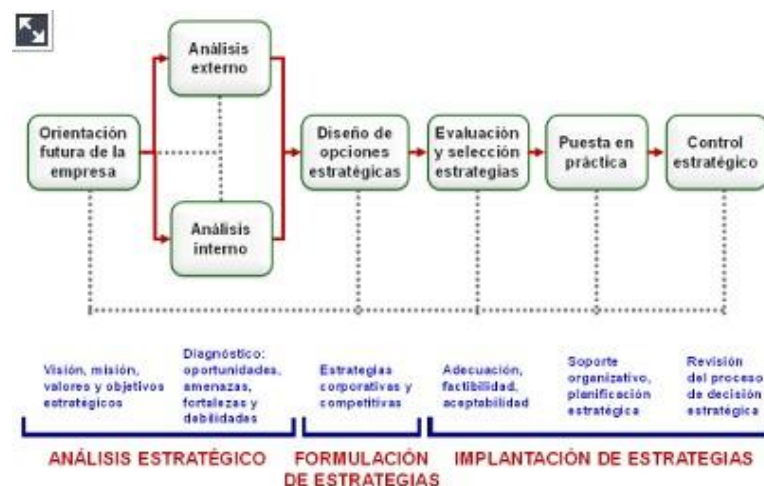 Análisis
externo
Orientación
futura de la
empresa
Diseño de
opciones
estratégicas
Evaluación
y selección
estrategias
Puesta en
práctica
Control
estratégico
Análisis
interno
Visión, misión,
valores y objetivos
estratégicos
Diagnóstico:
oportunidades,
amenazas,
fortalezas y
debilidades
Estrategias
corporativas y
competitivas
Adecuación,
factibilidad,
aceptabilidad
Soporte
organizativo,
planificación
estratégica
Revisión
del proceso
de decisión
estratégica
ANÁLISIS ESTRATÉGICO
FORMULACIÓN
DE ESTRATEGIAS
IMPLANTACIÓN DE ESTRATEGIAS